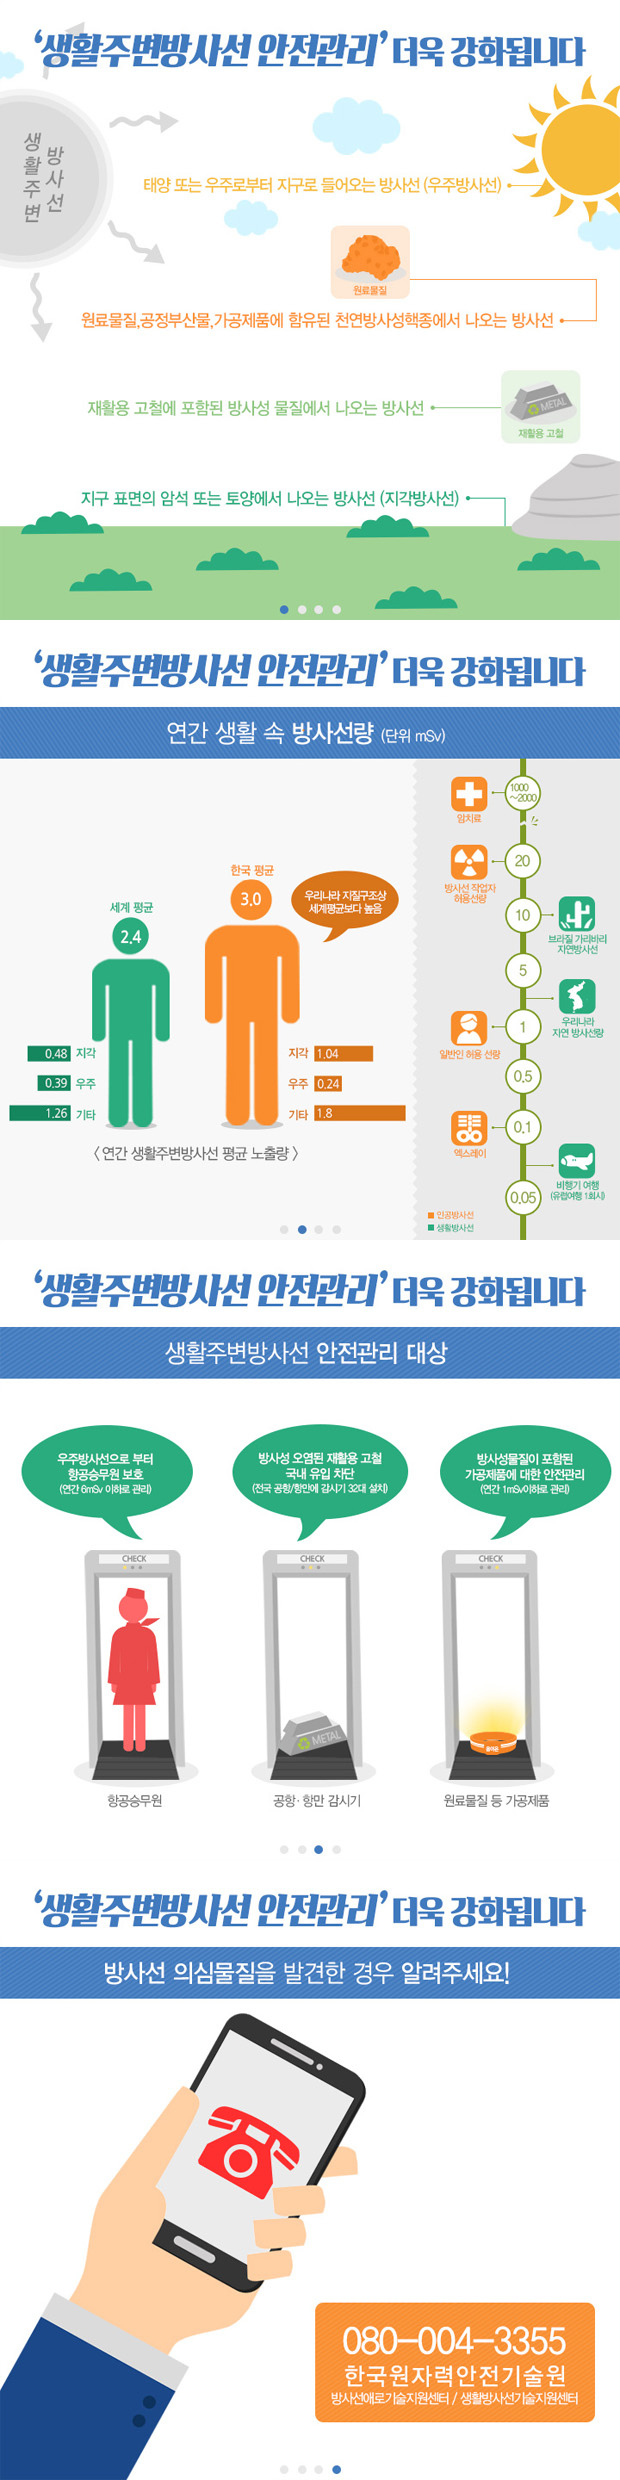 ‘생활주변방사선 안전관리’ 더욱 강화됩니다
생활주변
방사선
태양 또는 우주로부터 지구로 들어오는 방사선 (우주방사선)
원료물질
원료물질,공정부산물,가공제품에 함유된 천연방사성핵종에서 나오는 방사선
재활용 고철에 포함된 방사성 물질에서 나오는 방사선
METAL
재활용 고철
지구 표면의 암석 또는 토양에서 나오는 방사선 (지각방사선)
‘생활주변방사선 안전관리’ 더욱 강화됩니다
연간 생활 속 방사선량 (단위 mSv)
세계 평균
2.4
한국 평균
3.0
우리나라 지질구조상
세계평균보다 높음
0.48 지각
0.39 우주
1.26 기타
지각 1.04
우주 0.24
기타 1.8
〈 연간 생활주변방사선 평균 노출량 〉
1000
~2000
암치료
20
방사선 작업자
허용선량
10
브라질 가리바리
자연방사선
5
우리나라
자연 방사선량
1
일반인 허용 선량
0.5
0.1
엑스레이
비행기 여행
(유럽여행 1회시)
0.05
인공방사선
생활방사선
‘생활주변방사선 안전관리’ 더욱 강화됩니다
생활주변방사선 안전관리 대상
우주방사선으로 부터
항공승무원 보호
(연간 6mSv 이하로 관리)
방사성 오염된 재활용 고철
국내 유입 차단
(전국 공항/항만에 감시기 32대 설치)
방사성물질이 포함된
가공제품에 대한 안전관리
(연간 1mSv이하로 관리)
CHECK
CHECK
CHECK
METAL
항공승무원
공항·항만 감시기
원료물질 등 가공제품
‘생활주변방사선 안전관리’ 더욱 강화됩니다
방사선 의심물질을 발견한 경우 알려주세요!
080-004-3355
한국원자력안전기술원
방사선애로기술지원센터 / 생활방사선기술지원센터